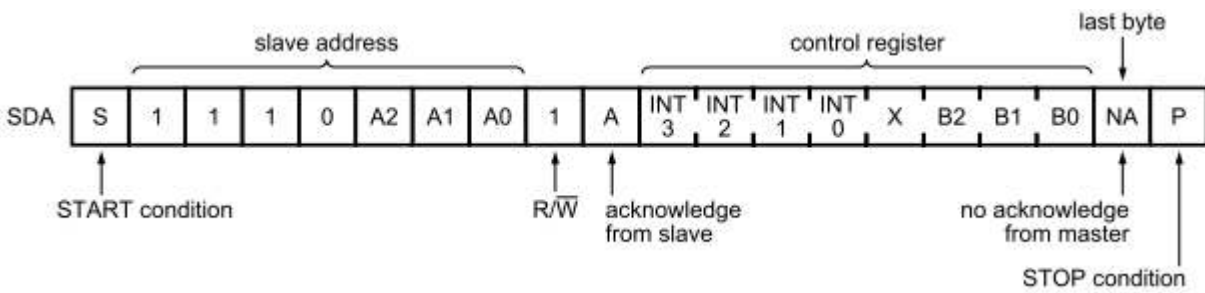 last byte
slave address
control register
SDA S 1 1 1 0 A2 A1 A0 1 A INT 3 INT 2 INT 1 INT 0 X B2 B1 B0 NA P
START condition
R/W̅
acknowledge
from slave
no acknowledge
from master
STOP condition